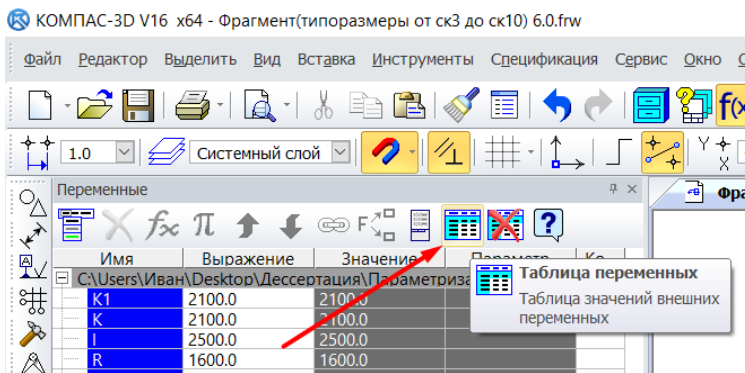 КОМПАС-3D V16 x64 - Фрагмент(типоразмеры от ск3 до ск10) 6.0.frw
Файл Редактор Выделить Вид Вставка Инструменты Спецификация Сервис Окно
f(x
1.0 Системный слой Y X
Переменные
Фра
Имя Выражение Значение Параметр Ко
C:\Users\Иван\Desktop\Дессертация\Параметриза
K1 2100.0 2100.0
K 2100.0 2100.0
I 2500.0 2500.0
R 1600.0 1600.0
Таблица переменных
Таблица значений внешних
переменных